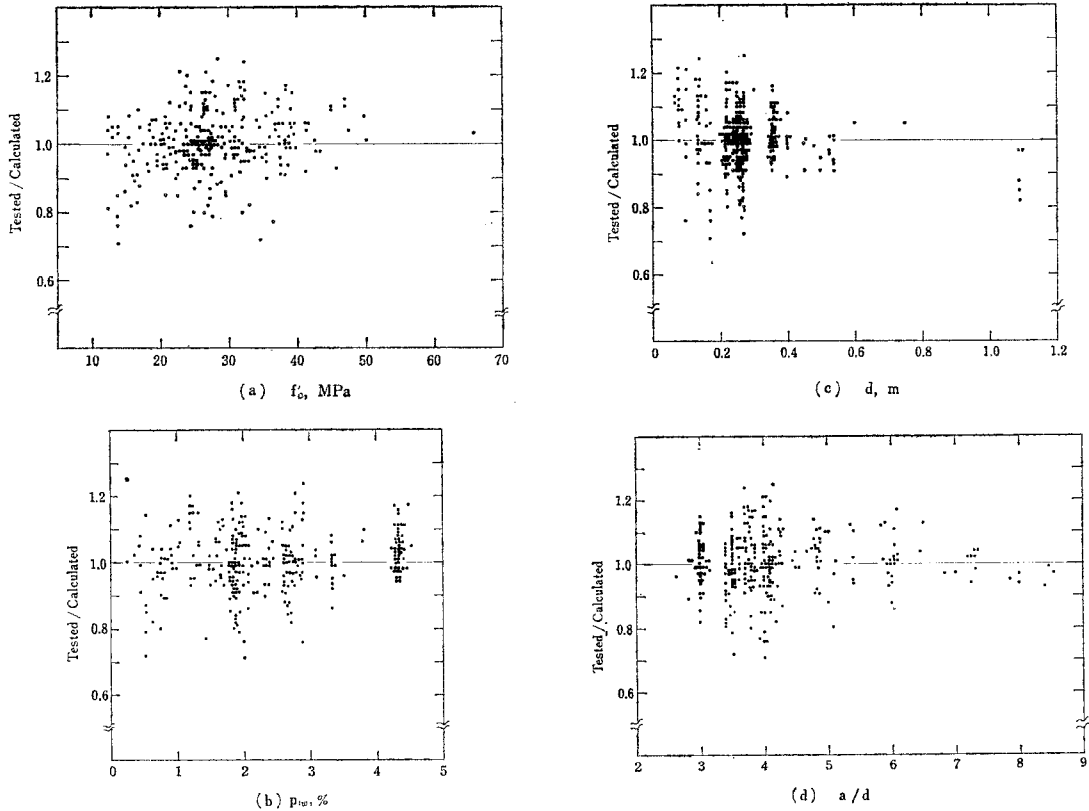 Tested / Calculated
1.2
1.0
0.8
0.6
10 20 30 40 50 60 70
(a) f'c, MPa
Tested / Calculated
1.2
1.0
0.8
0.6
0 0.2 0.4 0.6 0.8 1.0 1.2
(c) d, m
Tested / Calculated
1.2
1.0
0.8
0.6
0 1 2 3 4 5
(b) pw, %
Tested / Calculated
1.2
1.0
0.8
0.6
2 3 4 5 6 7 8 9
(d) a/d